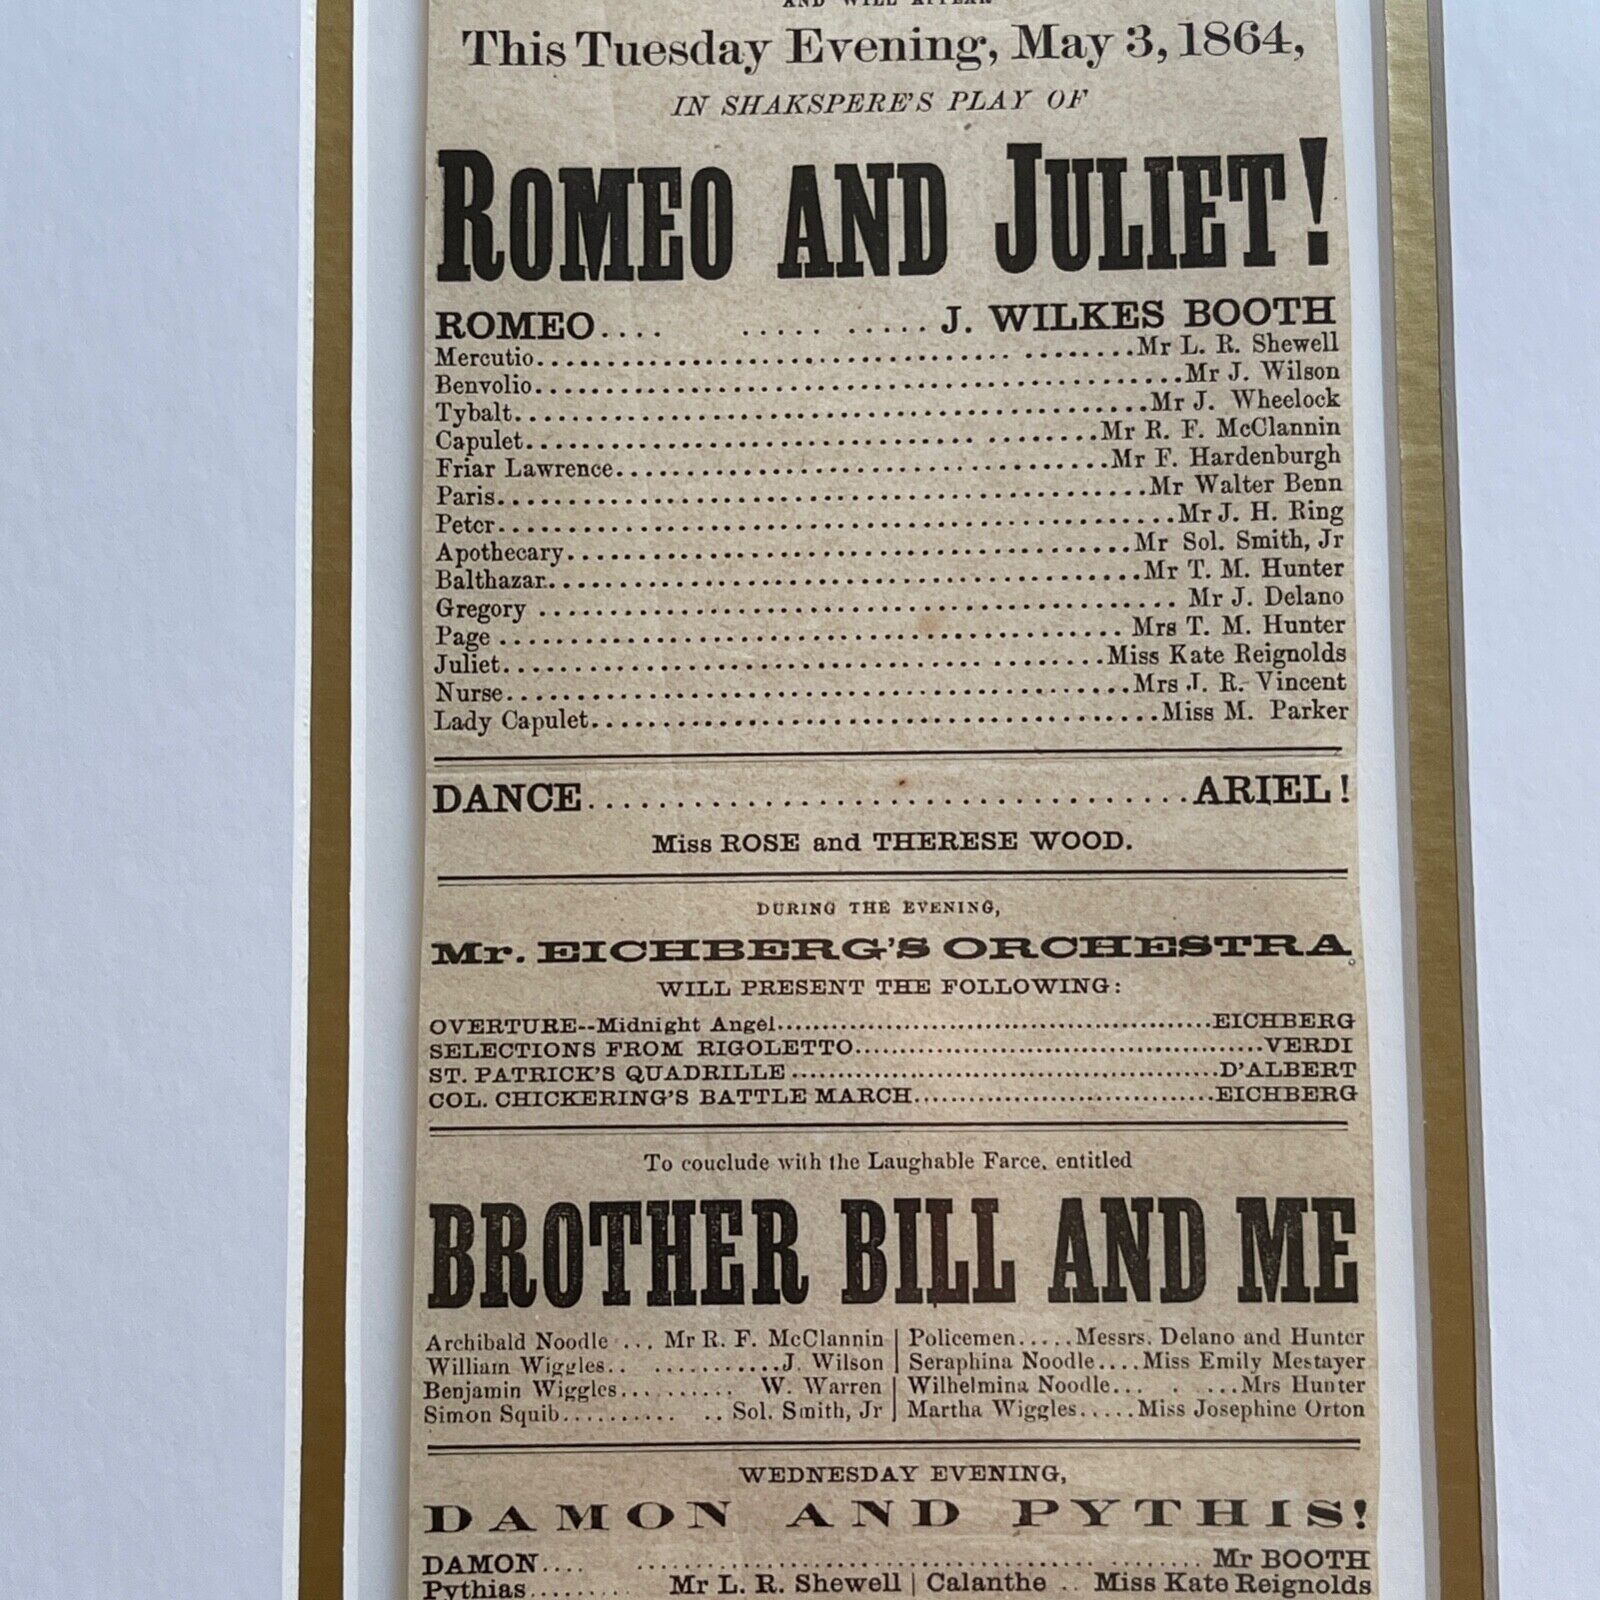 AND WILL APPEAR
This Tuesday Evening, May 3, 1864,
IN SHAKSPERE'S PLAY OF
ROMEO AND JULIET!
ROMEO.... ..... ..... J. WILKES BOOTH
Mercutio........................................Mr L. R. Shewell
Benvolio........................................Mr J. Wilson
Tybalt........................................Mr J. Wheelock
Capulet........................................Mr R. F. McClannin
Friar Lawrence........................................Mr F. Hardenburgh
Paris........................................Mr Walter Benn
Peter........................................Mr J. H. Ring
Apothecary........................................Mr Sol. Smith, Jr
Balthazar........................................Mr T. M. Hunter
Gregory ........................................ Mr J. Delano
Page ........................................ Mrs T. M. Hunter
Juliet........................................Miss Kate Reignolds
Nurse........................................Mrs J. R. Vincent
Lady Capulet........................................Miss M. Parker
DANCE........................................ARIEL!
Miss ROSE and THERESE WOOD.
DURING THE EVENING,
Mr. EICHBERG'S ORCHESTRA
WILL PRESENT THE FOLLOWING:
OVERTURE--Midnight Angel........................................EICHBERG
SELECTIONS FROM RIGOLETTO........................................VERDI
ST. PATRICK'S QUADRILLE........................................D'ALBERT
COL. CHICKERING'S BATTLE MARCH........................................EICHBERG
To couclude with the Laughable Farce, entitled
BROTHER BILL AND ME
Archibald Noodle ... Mr R. F. McClannin | Policemen.....Messrs. Delano and Hunter
William Wiggles.. ...........J. Wilson | Seraphina Noodle....Miss Emily Mestayer
Benjamin Wiggles.......... W. Warren | Wilhelmina Noodle... . ...Mrs Hunter
Simon Squib.......... .. Sol. Smith, Jr | Martha Wiggles.....Miss Josephine Orton
WEDNESDAY EVENING,
DAMON AND PYTHIS!
DAMON.... ........................................ Mr BOOTH
Pythias......... Mr L. R. Shewell | Calanthe .. Miss Kate Reignolds